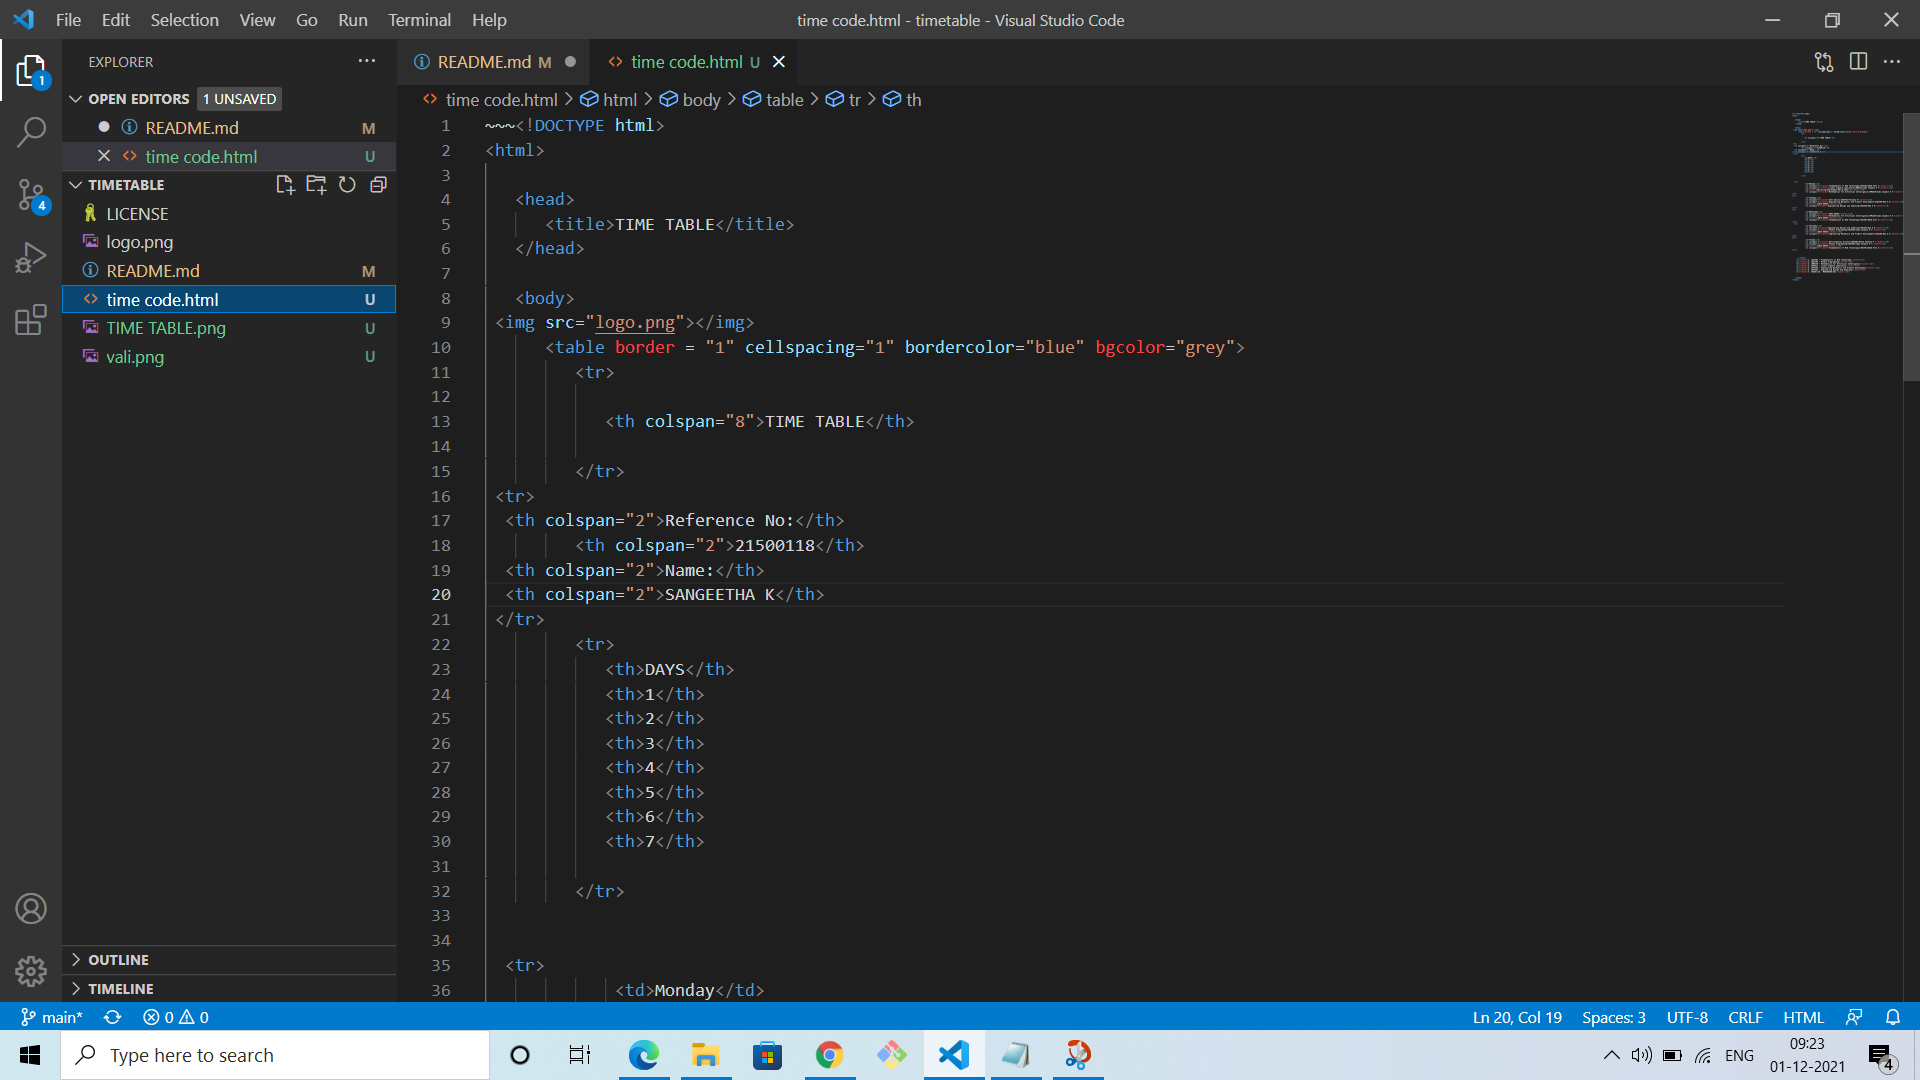 File Edit Selection View Go Run Terminal Help
time code.html - timetable - Visual Studio Code
EXPLORER
README.md M
time code.html U
1
OPEN EDITORS 1 UNSAVED
README.md M
time code.html U
TIMETABLE
LICENSE
logo.png
README.md M
time code.html U
TIME TABLE.png U
vali.png U
4
OUTLINE
TIMELINE
time code.html > html > body > table > tr > th
1 ~~~<!DOCTYPE html>
2 <html>
3
4 <head>
5 <title>TIME TABLE</title>
6 </head>
7
8 <body>
9 <img src="logo.png"></img>
10 <table border = "1" cellspacing="1" bordercolor="blue" bgcolor="grey">
11 <tr>
12
13 <th colspan="8">TIME TABLE</th>
14
15 </tr>
16 <tr>
17 <th colspan="2">Reference No:</th>
18 <th colspan="2">21500118</th>
19 <th colspan="2">Name:</th>
20 <th colspan="2">SANGEETHA K</th>
21 </tr>
22 <tr>
23 <th>DAYS</th>
24 <th>1</th>
25 <th>2</th>
26 <th>3</th>
27 <th>4</th>
28 <th>5</th>
29 <th>6</th>
30 <th>7</th>
31
32 </tr>
33
34
35 <tr>
36 <td>Monday</td>
main* 0 0
Ln 20, Col 19 Spaces: 3 UTF-8 CRLF HTML
Type here to search
ENG
09:23
01-12-2021
4